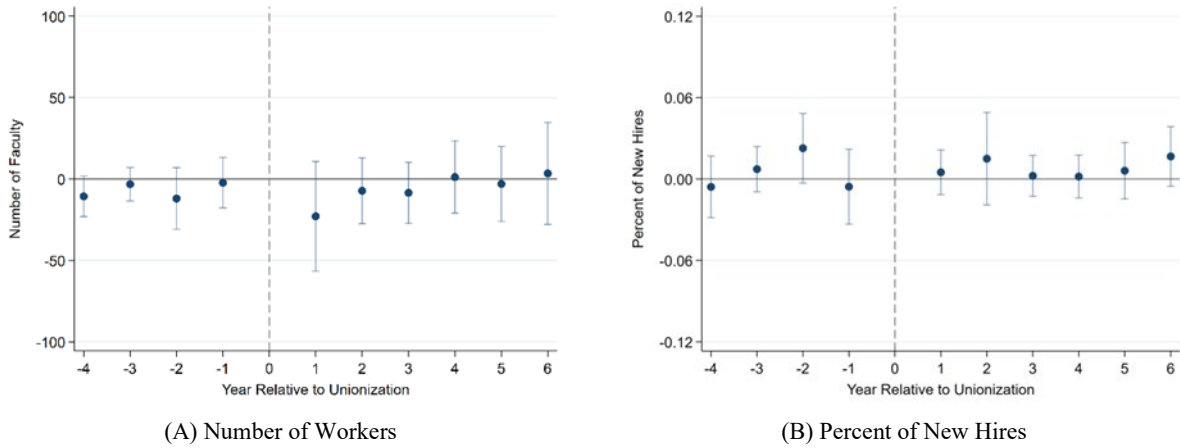 100
50
0
-50
-100
Number of Faculty
-4 -3 -2 -1 0 1 2 3 4 5 6
Year Relative to Unionization
(A) Number of Workers
0.12
0.06
0.00
-0.06
-0.12
Percent of New Hires
-4 -3 -2 -1 0 1 2 3 4 5 6
Year Relative to Unionization
(B) Percent of New Hires